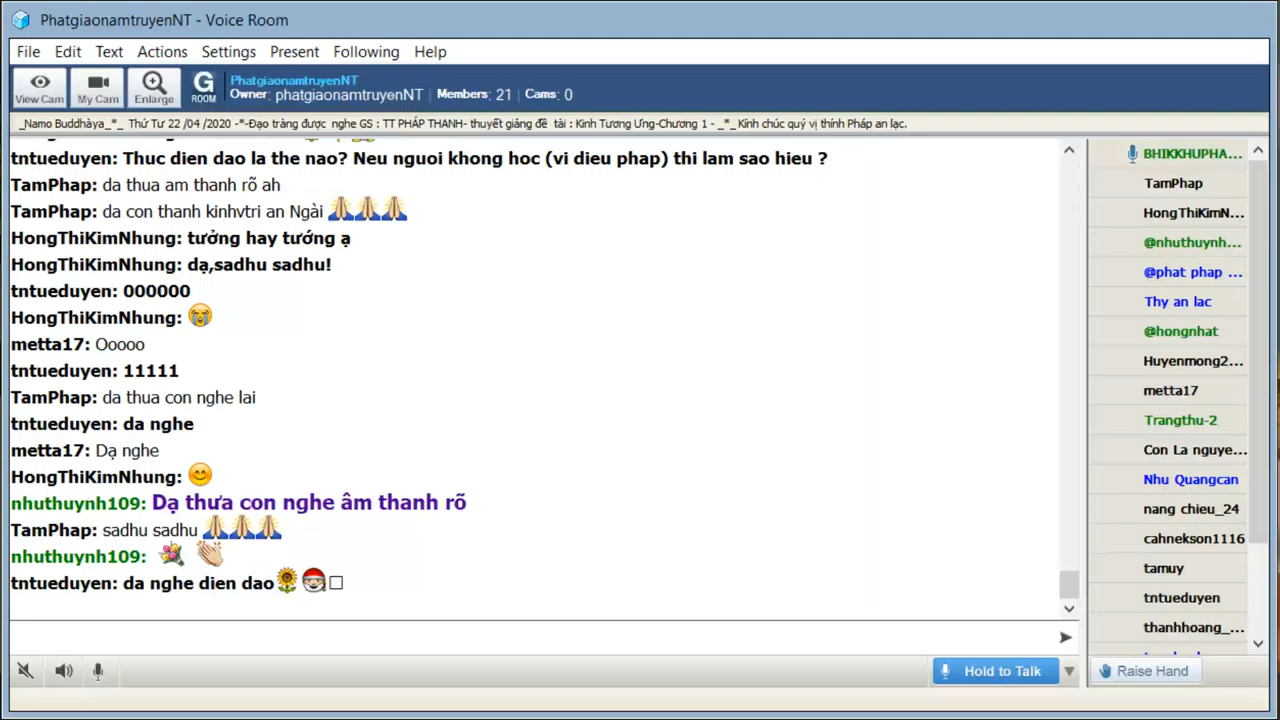 PhatgiaonamtruyenNT - Voice Room
File Edit Text Actions Settings Present Following Help
View Cam My Cam Enlarge G ROOM
PhatgiaonamtruyenNT
Owner: phatgiaonamtruyenNT Members: 21 Cams: 0
_Namo Buddhàya_*_ Thứ Tư 22 /04 /2020 -*-Đạo tràng được nghe GS : TT PHÁP THANH- thuyết giảng đề tài : Kinh Tương Ưng-Chương 1 - _*_ Kính chúc quý vị thính Pháp an lạc.
tntueduyen: Thuc dien dao la the nao? Neu nguoi khong hoc (vi dieu phap) thi lam sao hieu ?
TamPhap: da thua am thanh rõ ah
TamPhap: da con thanh kinhvtri an Ngài
HongThiKimNhung: tưởng hay tướng ạ
HongThiKimNhung: dạ,sadhu sadhu!
tntueduyen: 000000
HongThiKimNhung:
metta17: Ooooo
tntueduyen: 11111
TamPhap: da thua con nghe lai
tntueduyen: da nghe
metta17: Dạ nghe
HongThiKimNhung:
nhuthuynh109: Dạ thưa con nghe âm thanh rõ
TamPhap: sadhu sadhu
nhuthuynh109:
tntueduyen: da nghe dien dao
BHIKKHUPHA...
TamPhap
HongThiKimN...
@nhuthuynh...
@phat phap ...
Thy an lac
@hongnhat
Huyenmong2...
metta17
Trangthu-2
Con La nguye...
Nhu Quangcan
nang chieu_24
cahnekson1116
tamuy
tntueduyen
thanhhoang_...
Hold to Talk
Raise Hand